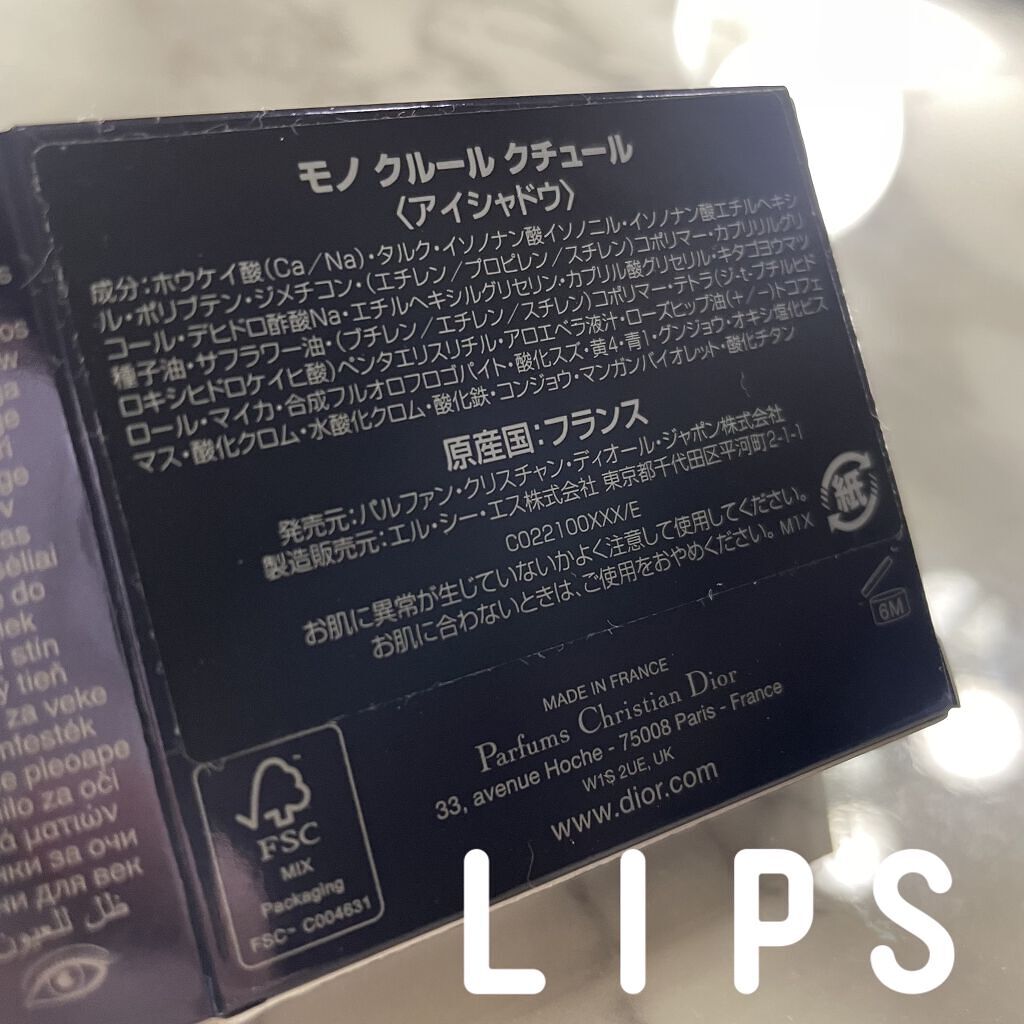 モノ クルール クチュール
〈アイシャドウ〉
成分：ホウケイ酸(Ca/Na)・タルク・イソノナン酸イソノニル・イソノナン酸エチルヘキシ
ル・ポリブテン・ジメチコン・(エチレン/プロピレン/スチレン)コポリマー・カプリリルグリ
コール・デヒドロ酢酸Na・エチルヘキシルグリセリン・カプリル酸グリセリル・キタゴヨウマツ
種子油・サフラワー油・(ブチレン/エチレン/スチレン)コポリマー・テトラ(ジ-t-ブチルヒド
ロキシヒドロケイヒ酸)ペンタエリスリチル・アロエベラ液汁・ローズヒップ油(+/−)トコフェ
ロール・マイカ・合成フルオロフロゴパイト・酸化スズ・黄4・青1・グンジョウ・オキシ塩化ビス
マス・酸化クロム・水酸化クロム・酸化鉄・コンジョウ・マンガンバイオレット・酸化チタン
原産国：フランス
発売元：パルファン・クリスチャン・ディオール・ジャポン株式会社
製造販売元：エル・シー・エス株式会社 東京都千代田区平河町2-1-1
C022100XXX/E
お肌に異常が生じていないかよく注意して使用してください。
お肌に合わないときは、ご使用をおやめください。 M1X
紙
6M
MADE IN FRANCE
Parfums Christian Dior
33, avenue Hoche - 75008 Paris - France
W1S 2UE, UK
www.dior.com
FSC
MIX
Packaging
FSC™ C004631
do
stín
tieň
za veke
pleoape
za oči
ματιών
за очи
для век
ظل للعيون
LIPS